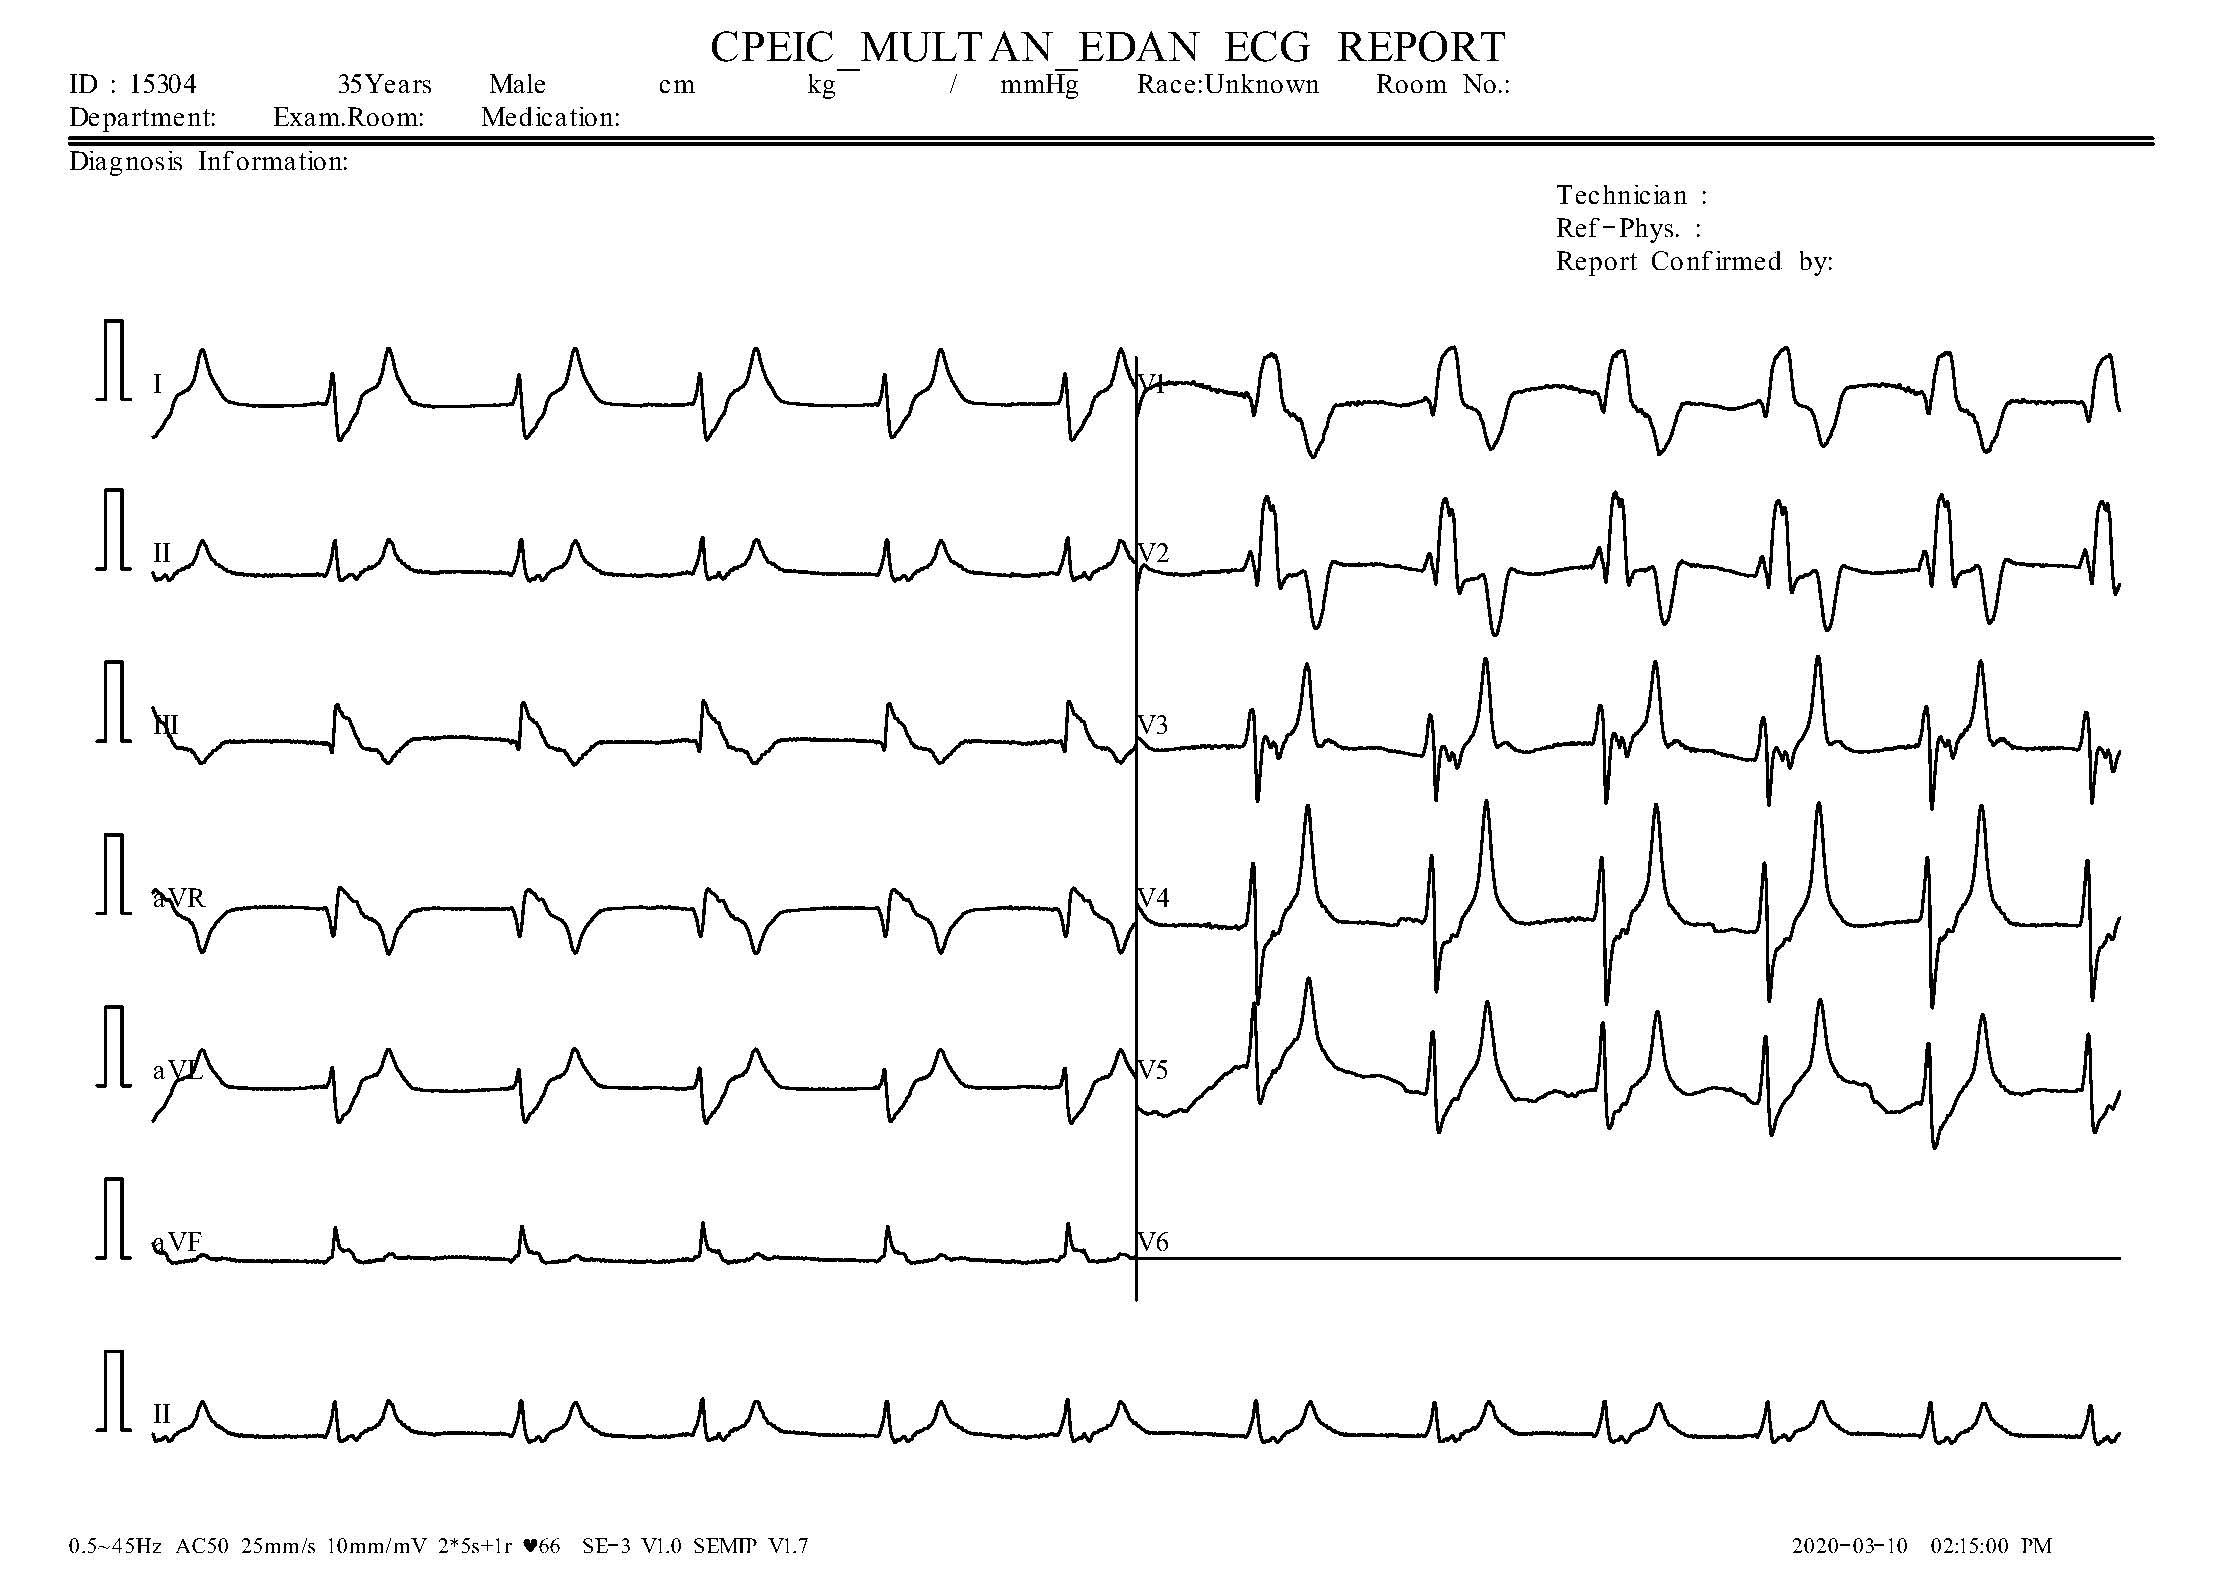 CPEIC_MULTAN_EDAN ECG REPORT
ID : 15304 35Years Male cm kg / mmHg Race:Unknown Room No.:
Department: Exam.Room: Medication:
Diagnosis Information:
Technician :
Ref-Phys. :
Report Confirmed by:
I V1
II V2
III V3
aVR V4
aVL V5
aVF V6
II
0.5~45Hz AC50 25mm/s 10mm/mV 2*5s+1r ♥66 SE-3 V1.0 SEMIP V1.7 2020-03-10 02:15:00 PM